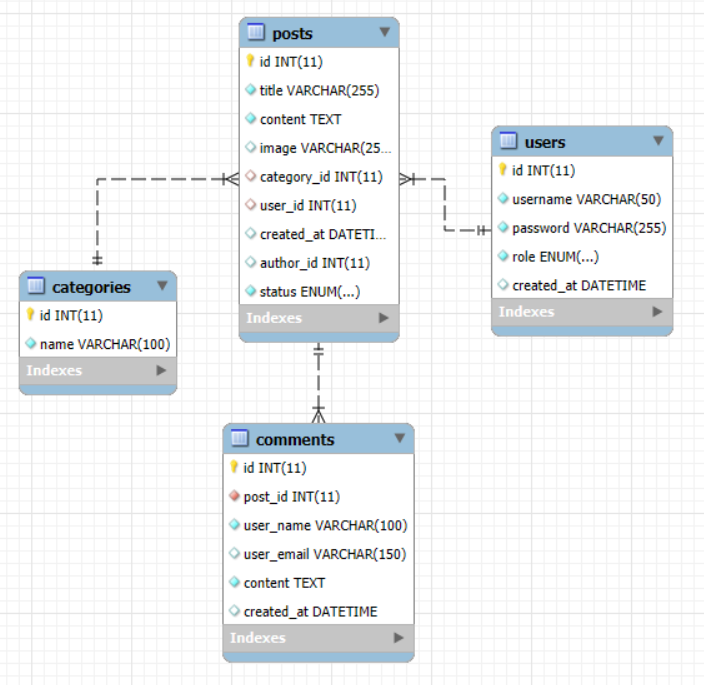 posts
id INT(11)
title VARCHAR(255)
content TEXT
image VARCHAR(25...
category_id INT(11)
user_id INT(11)
created_at DATETI...
author_id INT(11)
status ENUM(...)
Indexes
users
id INT(11)
username VARCHAR(50)
password VARCHAR(255)
role ENUM(...)
created_at DATETIME
Indexes
categories
id INT(11)
name VARCHAR(100)
Indexes
comments
id INT(11)
post_id INT(11)
user_name VARCHAR(100)
user_email VARCHAR(150)
content TEXT
created_at DATETIME
Indexes